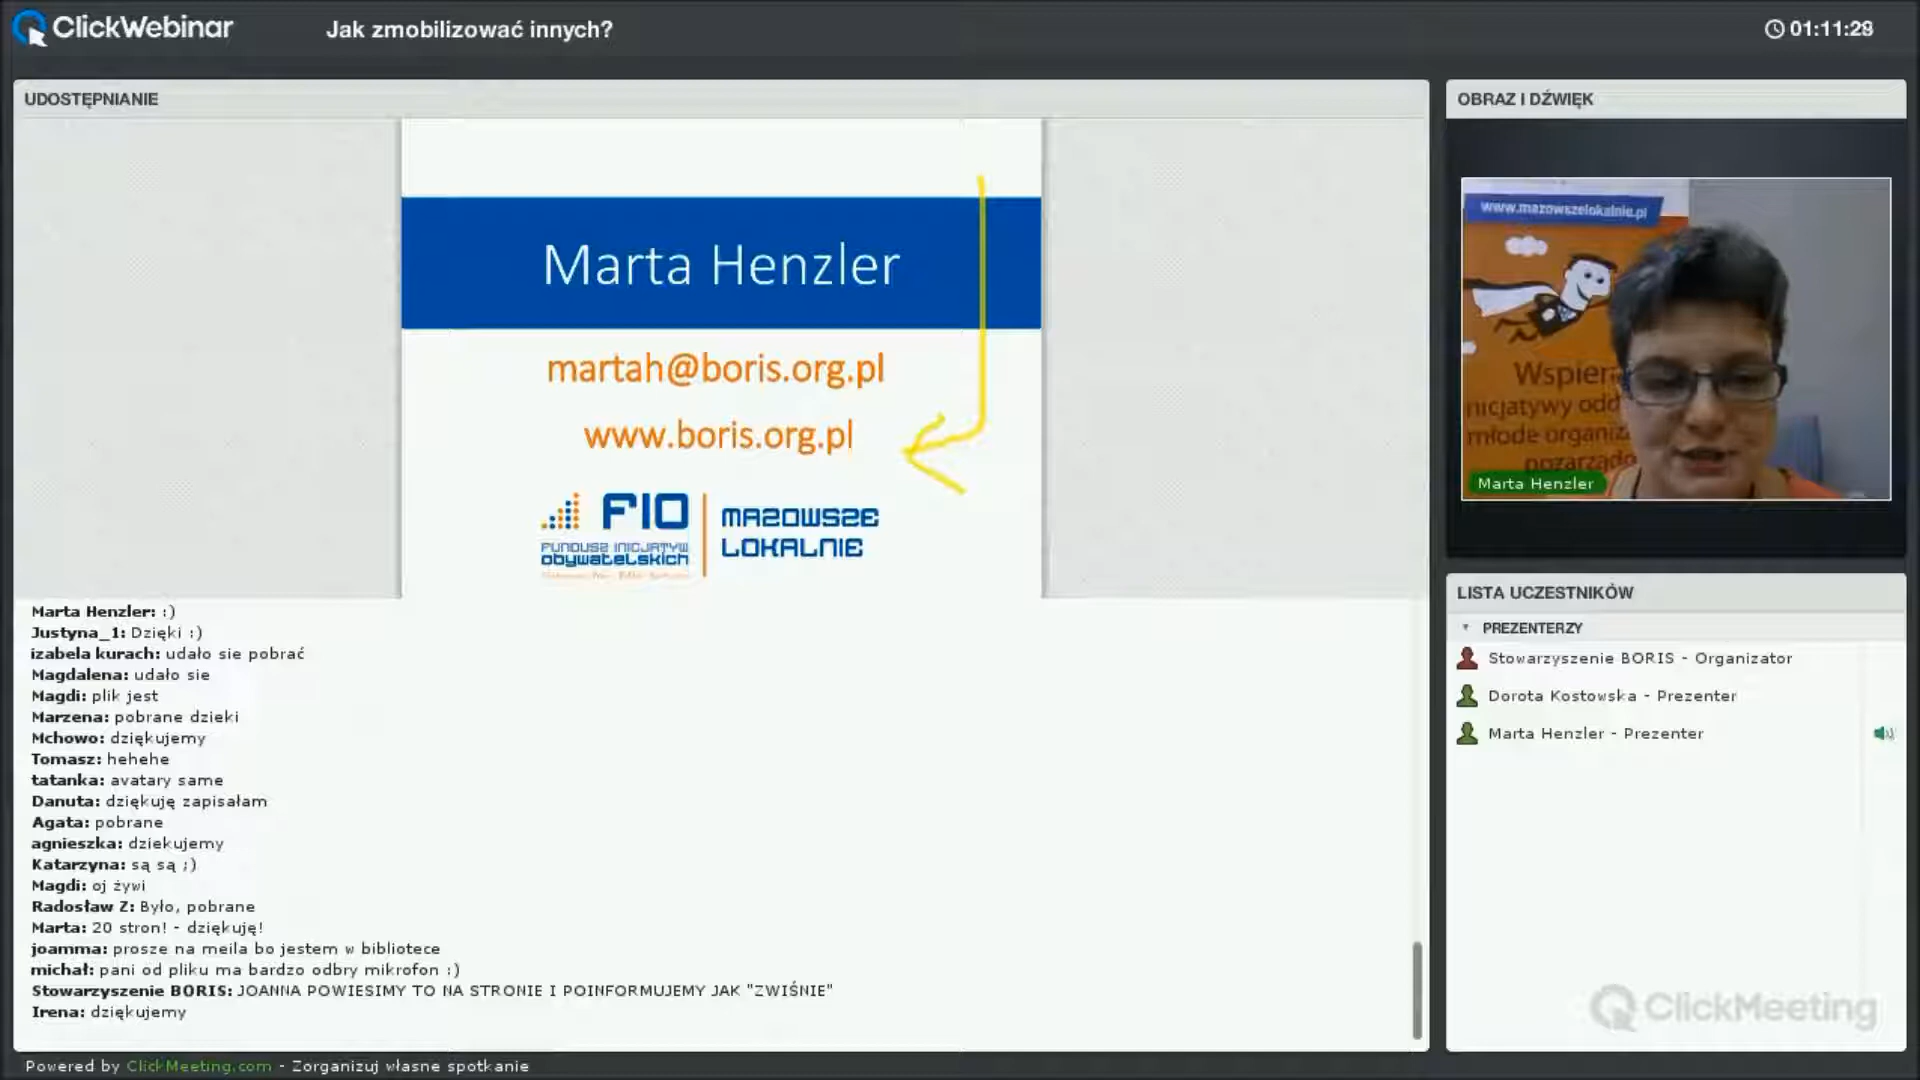 ClickWebinar
Jak zmobilizować innych?
01:11:28
UDOSTĘPNIANIE
Marta Henzler
martah@boris.org.pl
www.boris.org.pl
FIO
FUNDUSZ INICJATYW
obywatelskich
MAZOWSZE
LOKALNIE
Marta Henzler: :)
Justyna_1: Dzięki :)
izabela kurach: udało sie pobrać
Magdalena: udało sie
Magdi: plik jest
Marzena: pobrane dzieki
Mchowo: dziękujemy
Tomasz: hehehe
tatanka: avatary same
Danuta: dziękuję zapisałam
Agata: pobrane
agnieszka: dziekujemy
Katarzyna: są są ;)
Magdi: oj żywi
Radosław Z: Było, pobrane
Marta: 20 stron! - dziękuję!
joamma: prosze na meila bo jestem w bibliotece
michał: pani od pliku ma bardzo odbry mikrofon :)
Stowarzyszenie BORIS: JOANNA POWIESIMY TO NA STRONIE I POINFORMUJEMY JAK "ZWIŚNIE"
Irena: dziękujemy
OBRAZ I DŹWIĘK
www.mazowszelokalnie.pl
Wspier
nicjatywy odd
młode organiz
pozarządo
Marta Henzler
LISTA UCZESTNIKÓW
PREZENTERZY
Stowarzyszenie BORIS - Organizator
Dorota Kostowska - Prezenter
Marta Henzler - Prezenter
ClickMeeting
Powered by ClickMeeting.com - Zorganizuj własne spotkanie